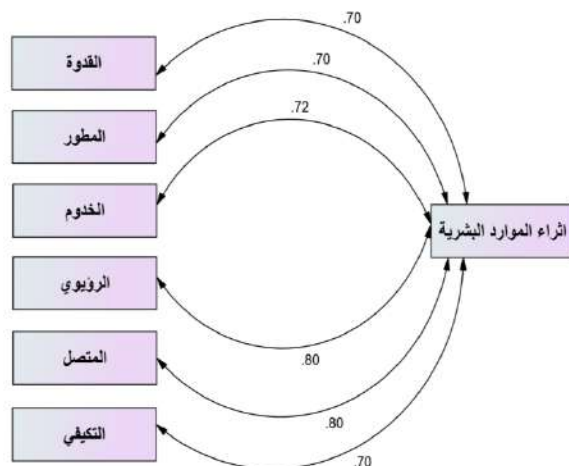 .70
القدوة
.70
المطور
.72
الخدوم
اثراء الموارد البشرية
الرؤيوي
.80
المتصل
.80
التكيفي
.70